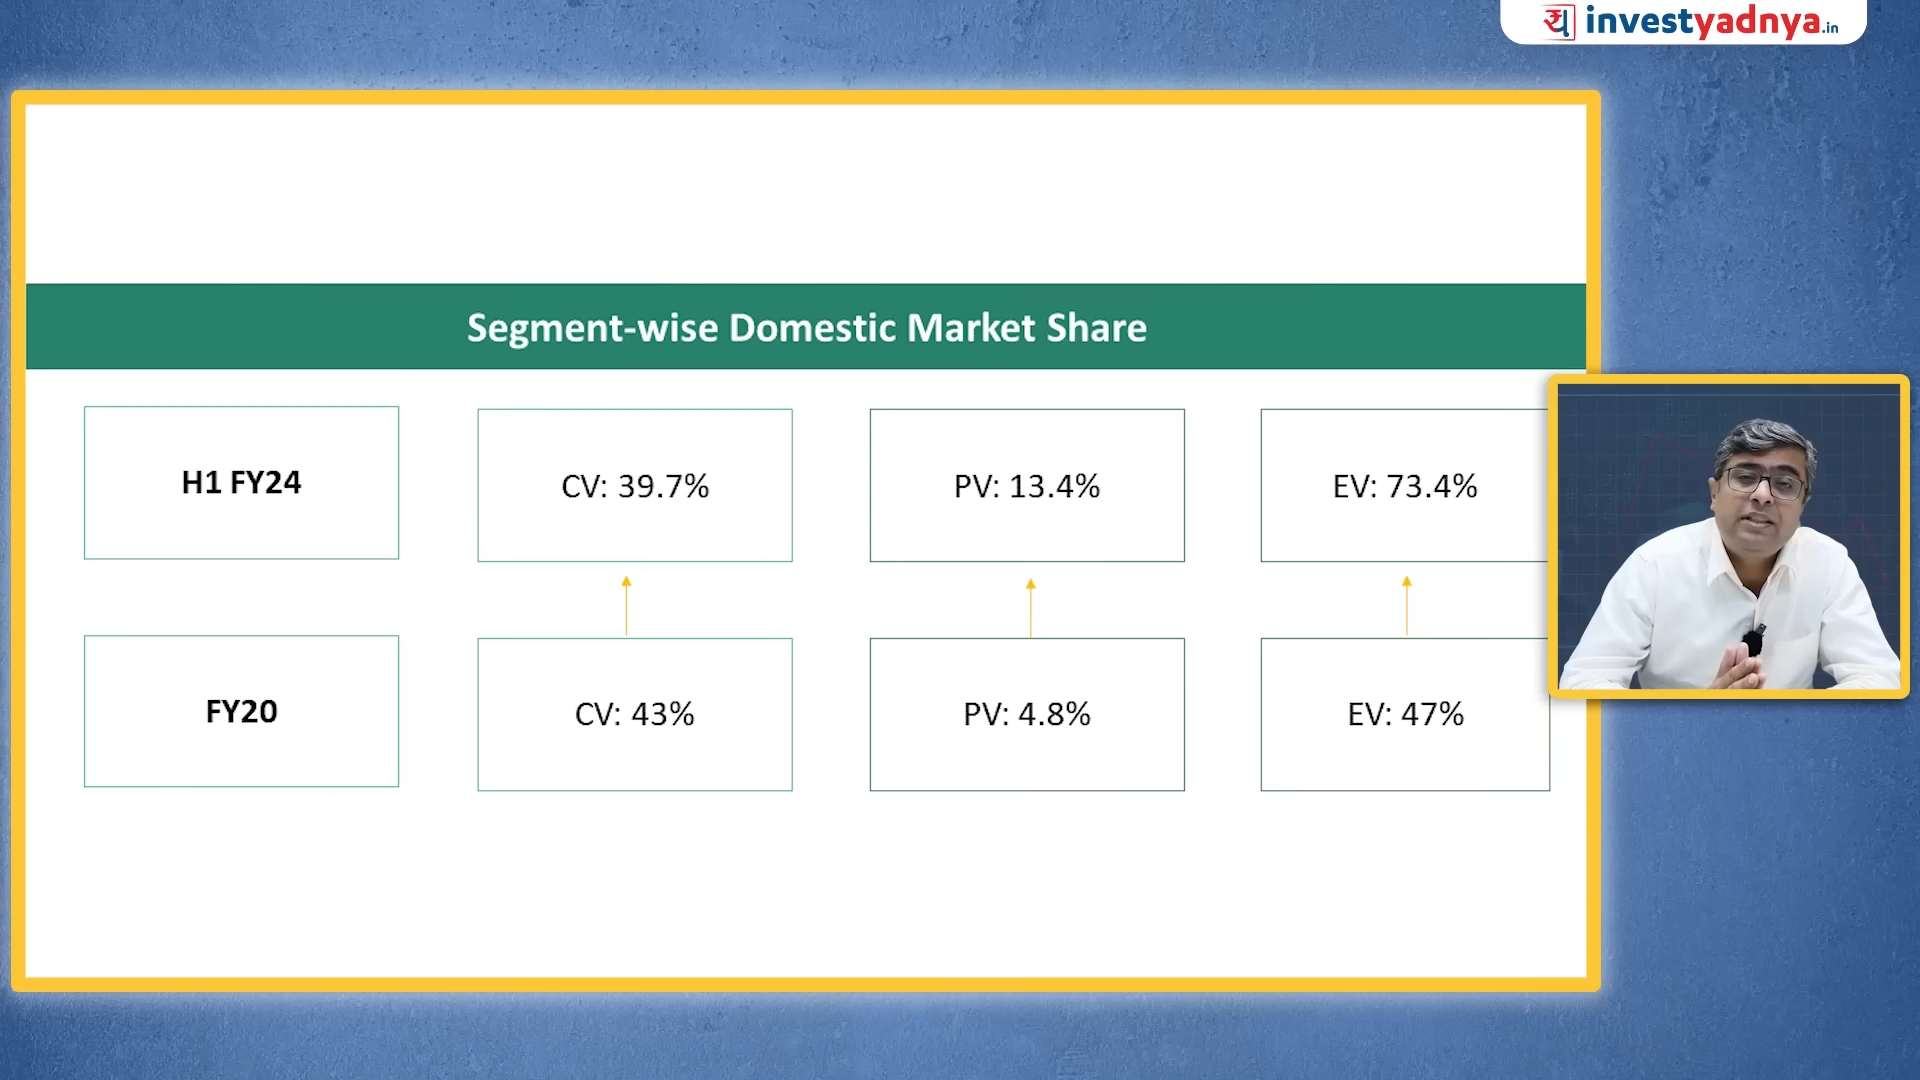 य investyadnya.in
Segment-wise Domestic Market Share
H1 FY24
CV: 39.7%
PV: 13.4%
EV: 73.4%
FY20
CV: 43%
PV: 4.8%
EV: 47%